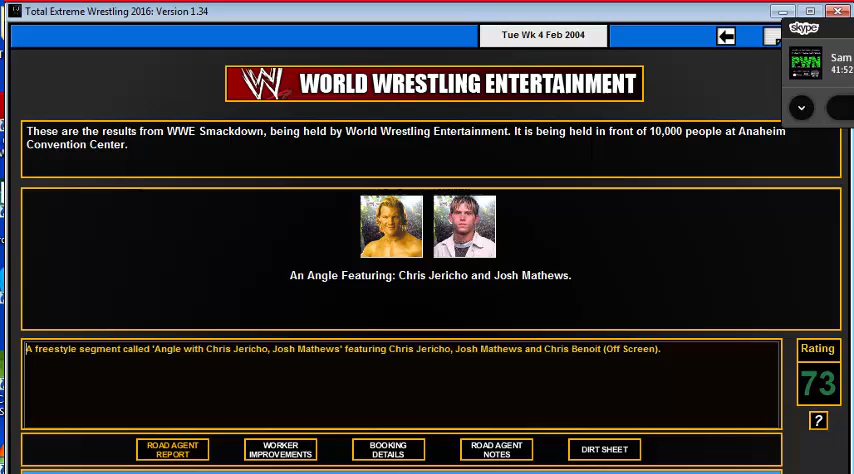 Total Extreme Wrestling 2016: Version 1.34
Tue Wk 4 Feb 2004
skype
PWN
Sam
41:52
W WORLD WRESTLING ENTERTAINMENT
These are the results from WWE Smackdown, being held by World Wrestling Entertainment. It is being held in front of 10,000 people at Anaheim
Convention Center.
An Angle Featuring: Chris Jericho and Josh Mathews.
A freestyle segment called 'Angle with Chris Jericho, Josh Mathews' featuring Chris Jericho, Josh Mathews and Chris Benoit (Off Screen).
Rating
73
?
ROAD AGENT
REPORT
WORKER
IMPROVEMENTS
BOOKING
DETAILS
ROAD AGENT
NOTES
DIRT SHEET